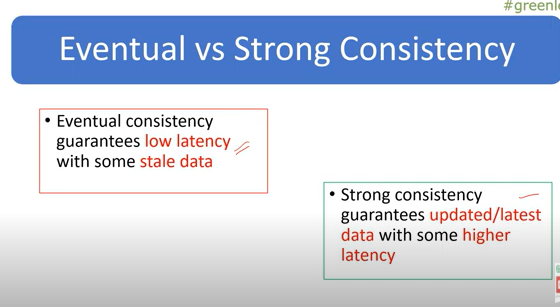 #greenle
Eventual vs Strong Consistency
• Eventual consistency
guarantees low latency
with some stale data
• Strong consistency
guarantees updated/latest
data with some higher
latency